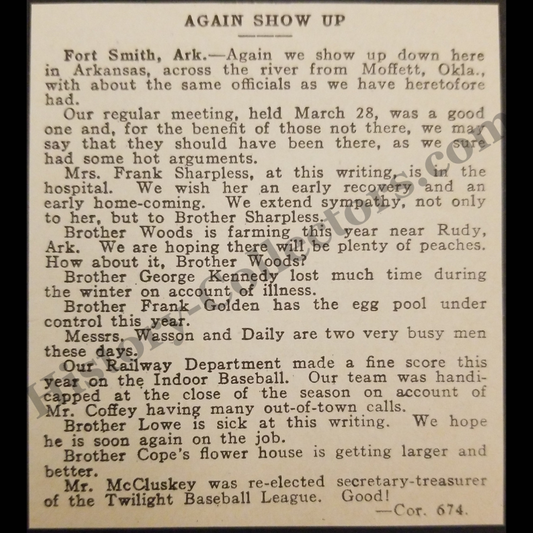 AGAIN SHOW UP
Fort Smith, Ark.—Again we show up down here
in Arkansas, across the river from Moffett, Okla.,
with about the same officials as we have heretofore
had.
Our regular meeting, held March 28, was a good
one and, for the benefit of those not there, we may
say that they should have been there, as we sure
had some hot arguments.
Mrs. Frank Sharpless, at this writing, is in the
hospital. We wish her an early recovery and an
early home-coming. We extend sympathy, not only
to her, but to Brother Sharpless.
Brother Woods is farming this year near Rudy,
Ark. We are hoping there will be plenty of peaches.
How about it, Brother Woods?
Brother George Kennedy lost much time during
the winter on account of illness.
Brother Frank Golden has the egg pool under
control this year.
Messrs. Wasson and Daily are two very busy men
these days.
Our Railway Department made a fine score this
year on the Indoor Baseball. Our team was handi-
capped at the close of the season on account of
Mr. Coffey having many out-of-town calls.
Brother Lowe is sick at this writing. We hope
he is soon again on the job.
Brother Cope's flower house is getting larger and
better.
Mr. McCluskey was re-elected secretary-treasurer
of the Twilight Baseball League. Good!
—Cor. 674.
History-Collectors.com